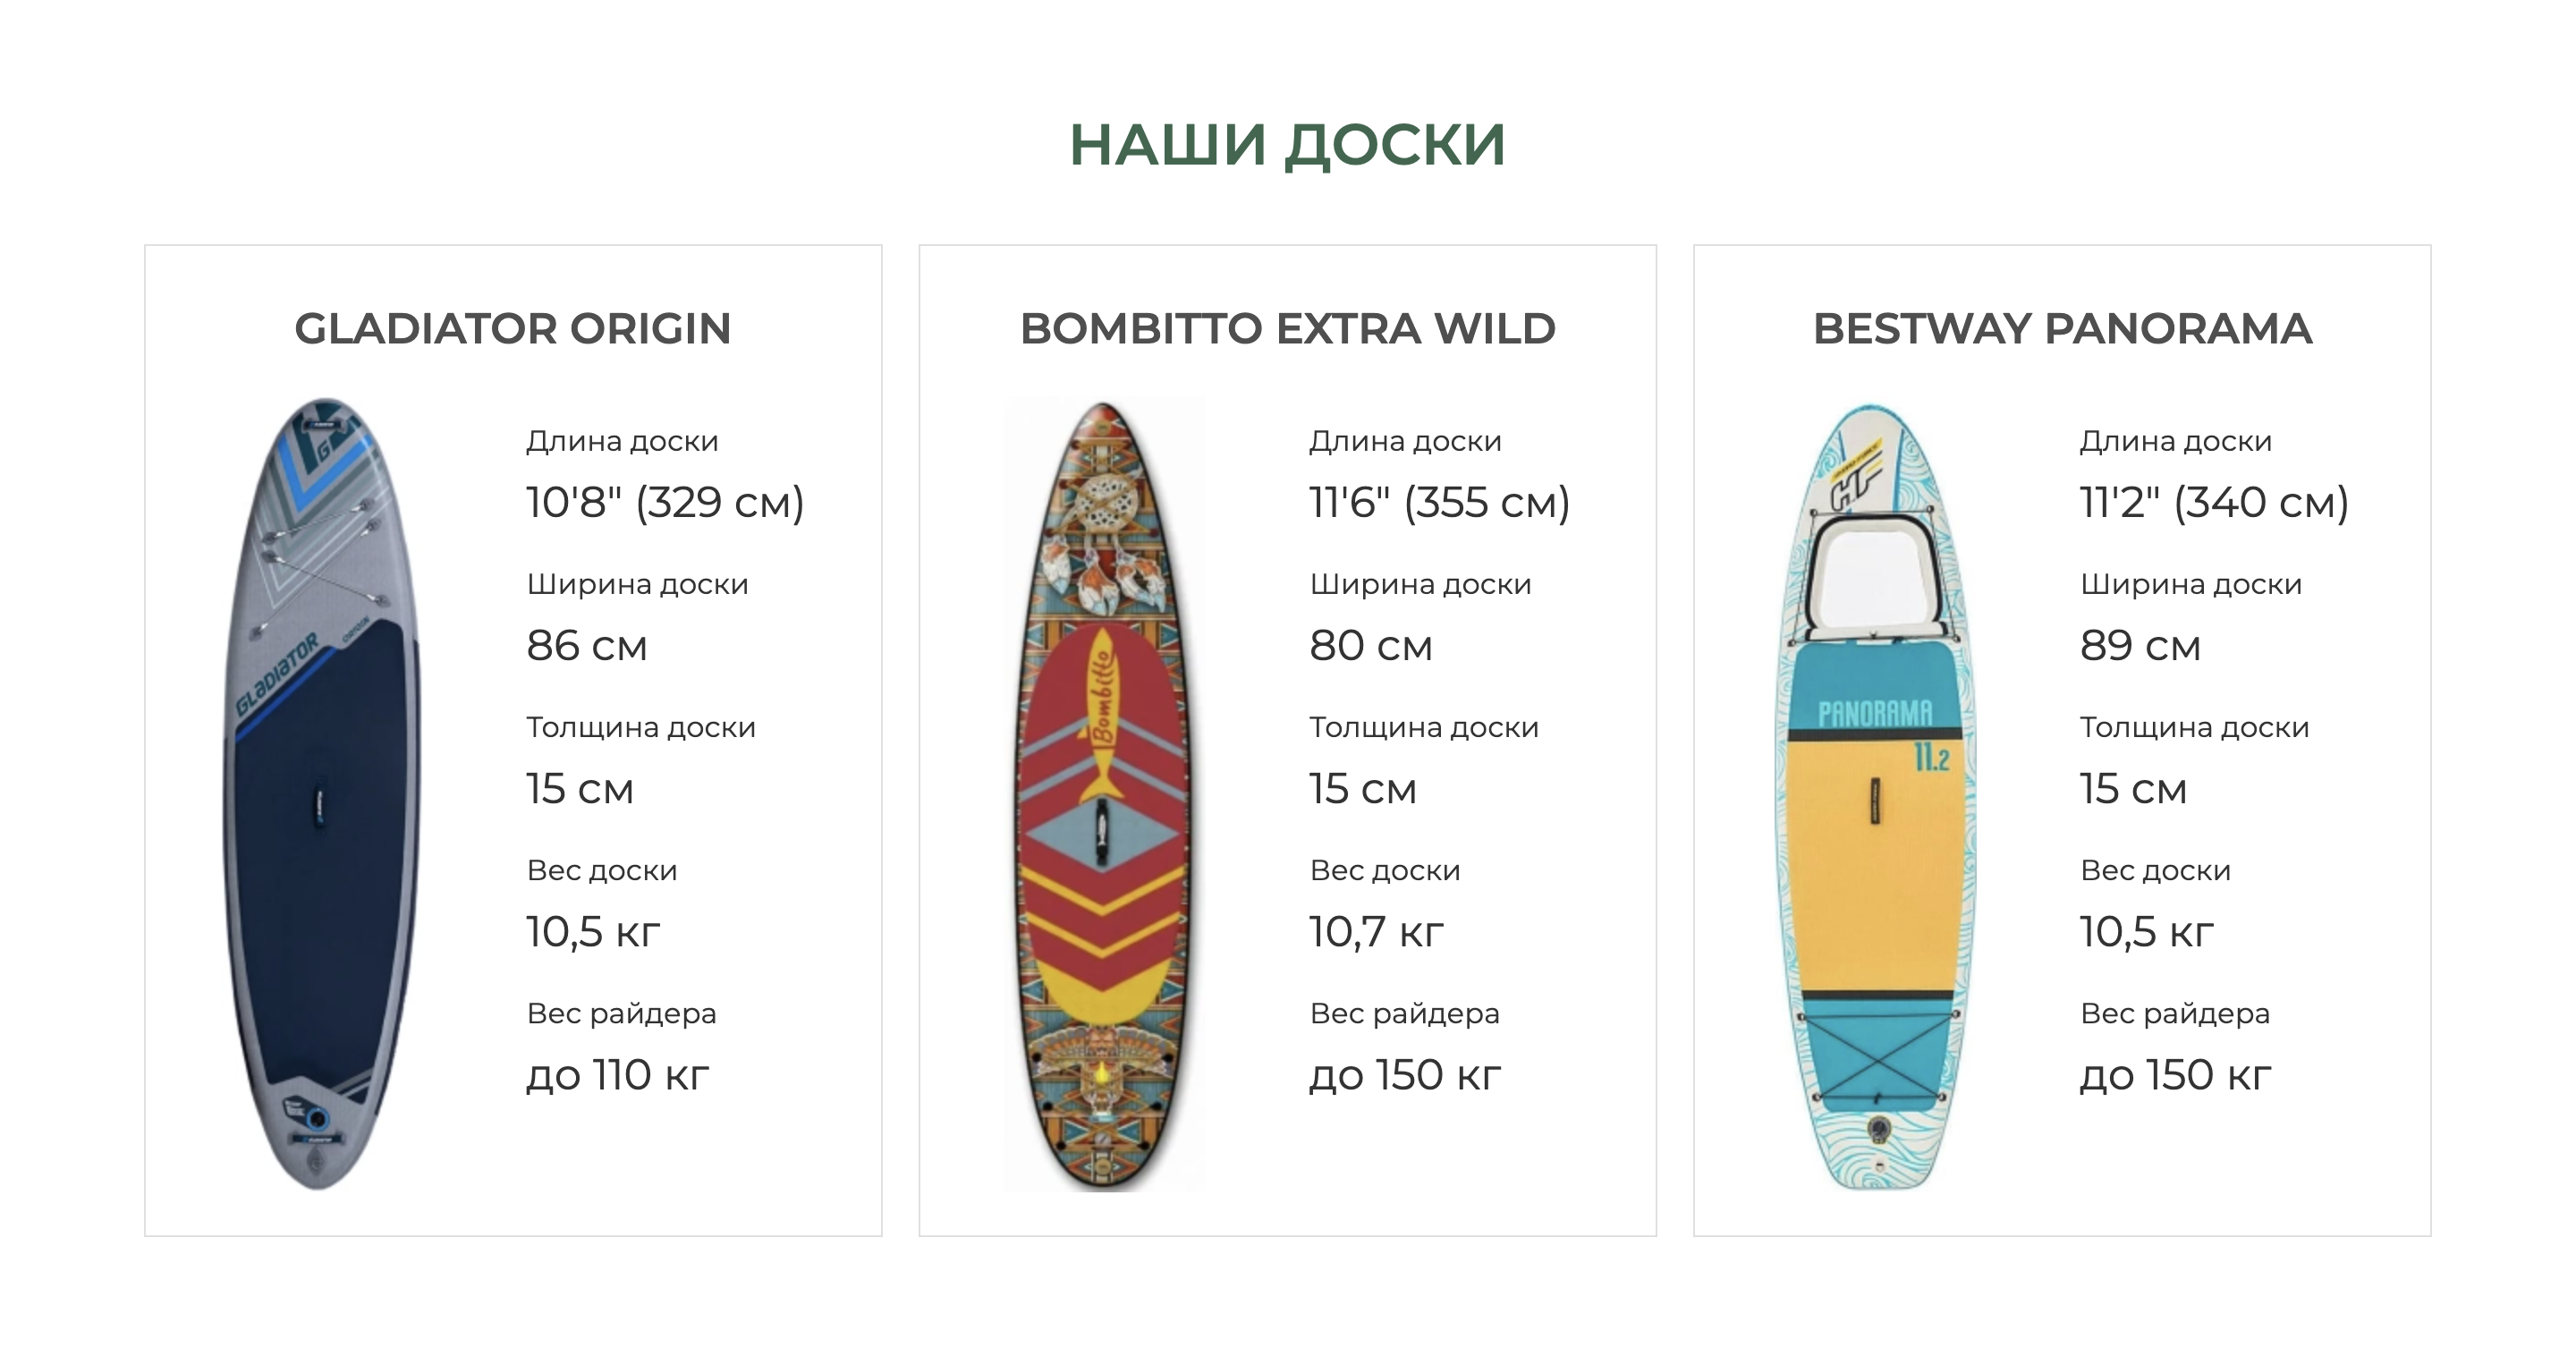 НАШИ ДОСКИ
GLADIATOR ORIGIN
G
GLADIATOR
ORIGIN
Длина доски
10'8" (329 см)
Ширина доски
86 см
Толщина доски
15 см
Вес доски
10,5 кг
Вес райдера
до 110 кг
BOMBITTO EXTRA WILD
Bombitto
Длина доски
11'6" (355 см)
Ширина доски
80 см
Толщина доски
15 см
Вес доски
10,7 кг
Вес райдера
до 150 кг
BESTWAY PANORAMA
HF
PANORAMA
11.2
Длина доски
11'2" (340 см)
Ширина доски
89 см
Толщина доски
15 см
Вес доски
10,5 кг
Вес райдера
до 150 кг